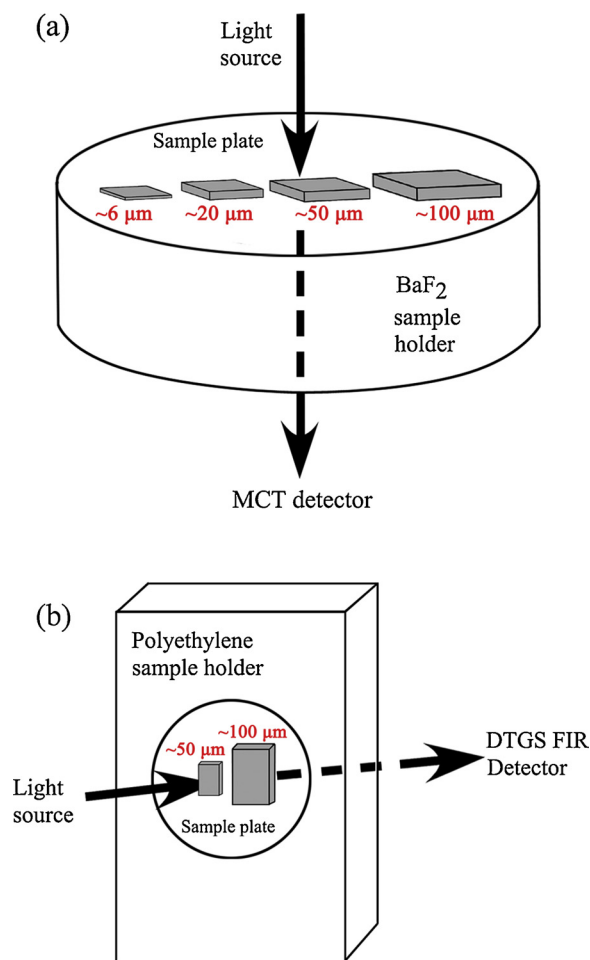 (a)
Light
source
Sample plate
~6 µm
~20 µm
~50 µm
~100 µm
BaF2
sample
holder
MCT detector
(b)
Polyethylene
sample holder
~50 µm
~100 µm
DTGS FIR
Detector
Light
source
Sample plate